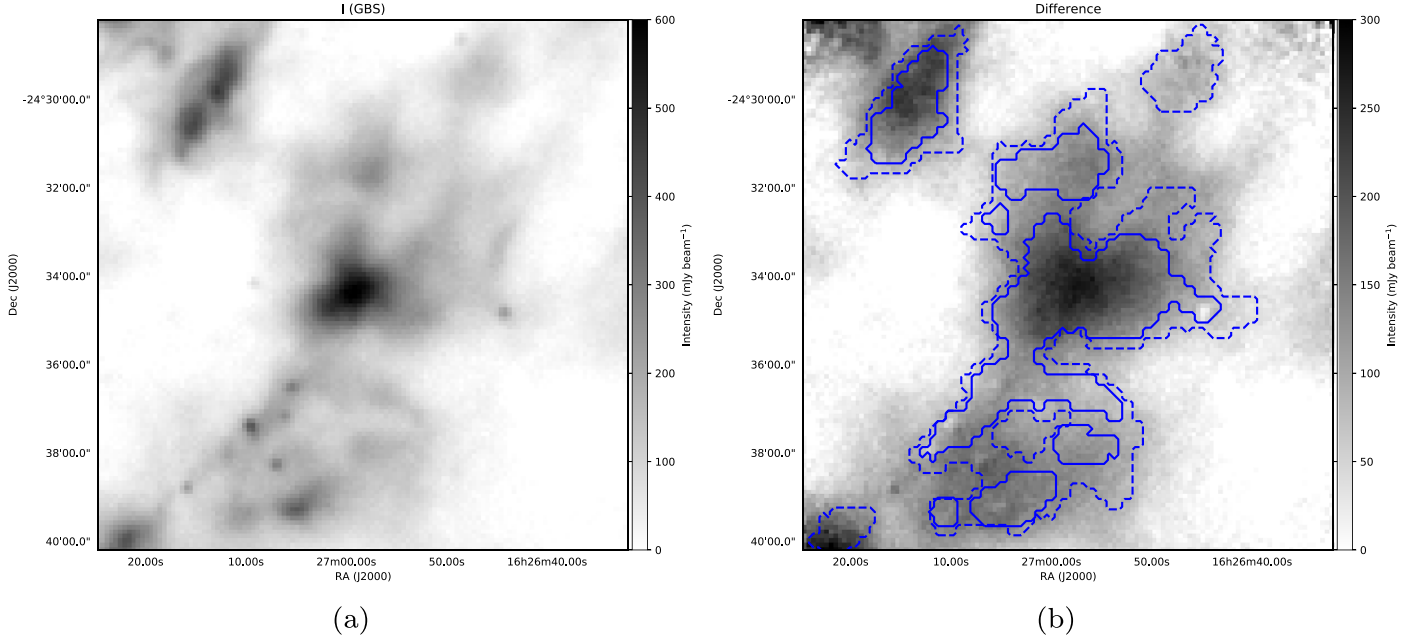 I (GBS)
600
500
400
300
200
100
0
Intensity (mJy beam⁻¹)
-24°30'00.0"
32'00.0"
34'00.0"
36'00.0"
38'00.0"
40'00.0"
Dec (J2000)
20.00s 10.00s 27m00.00s 50.00s 16h26m40.00s
RA (J2000)
(a)
Difference
300
250
200
150
100
50
0
Intensity (mJy beam⁻¹)
-24°30'00.0"
32'00.0"
34'00.0"
36'00.0"
38'00.0"
40'00.0"
Dec (J2000)
20.00s 10.00s 27m00.00s 50.00s 16h26m40.00s
RA (J2000)
(b)